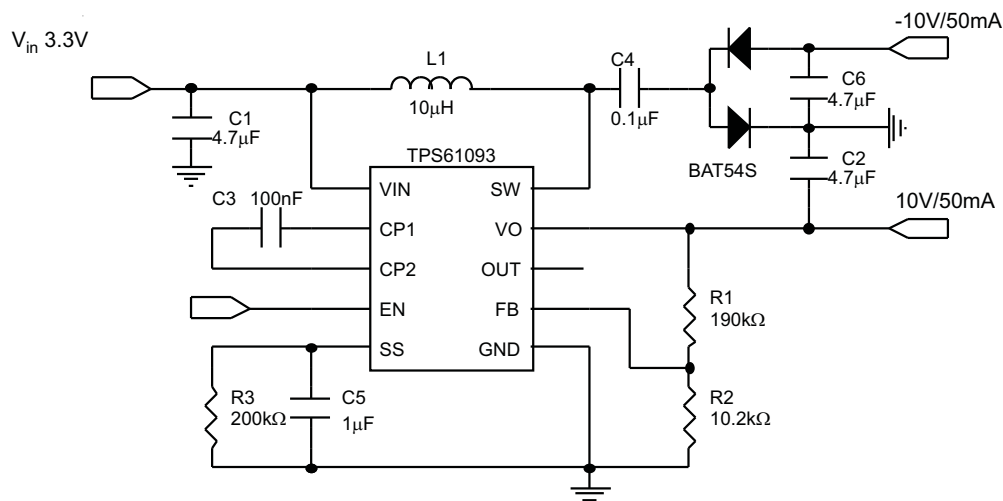 -10V/50mA
Vin 3.3V
L1
10μH
C4
0.1μF
C6
4.7μF
C1
4.7μF
BAT54S
C2
4.7μF
TPS61093
C3 100nF
VIN
SW
CP1
VO
10V/50mA
CP2
OUT
EN
FB
R1
190kΩ
SS
GND
R3
200kΩ
C5
1μF
R2
10.2kΩ